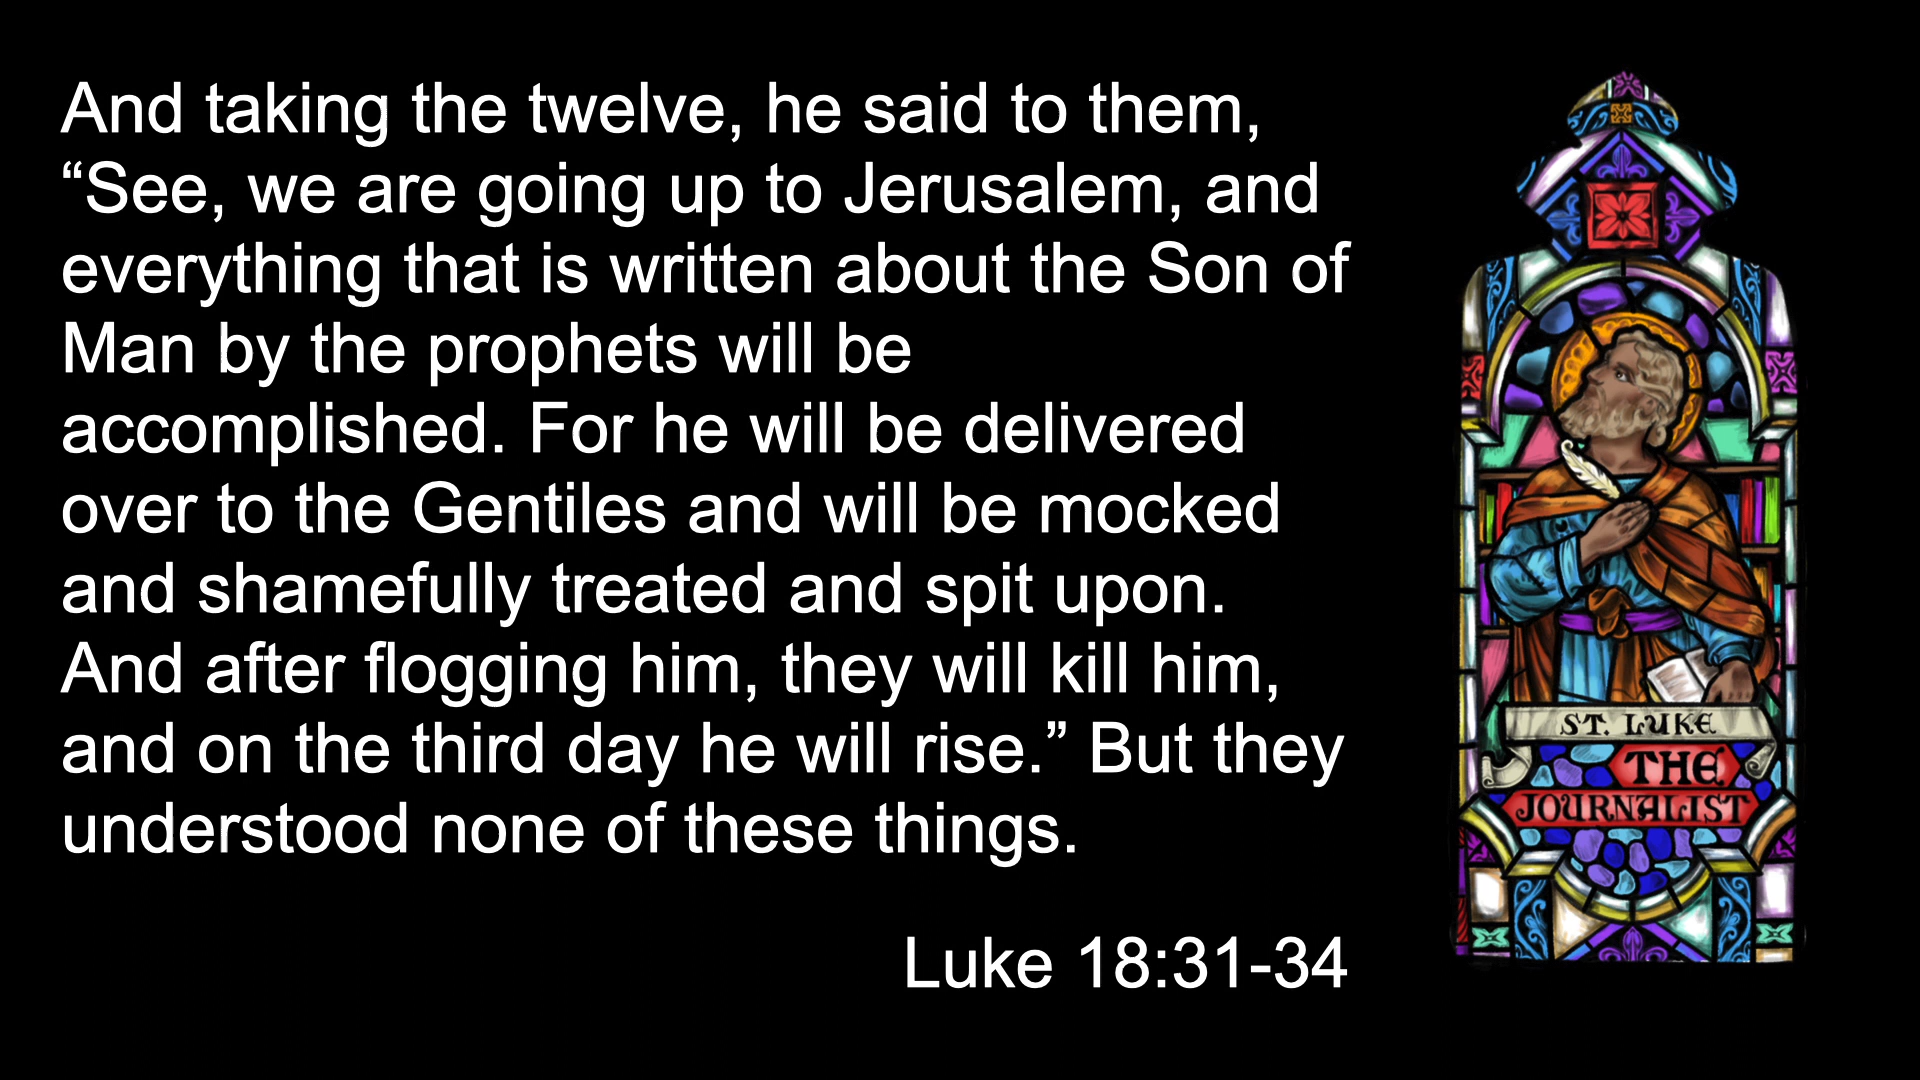 And taking the twelve, he said to them,
“See, we are going up to Jerusalem, and
everything that is written about the Son of
Man by the prophets will be
accomplished. For he will be delivered
over to the Gentiles and will be mocked
and shamefully treated and spit upon.
And after flogging him, they will kill him,
and on the third day he will rise.” But they
understood none of these things.
Luke 18:31-34
ST. LUKE
THE
JOURNALIST